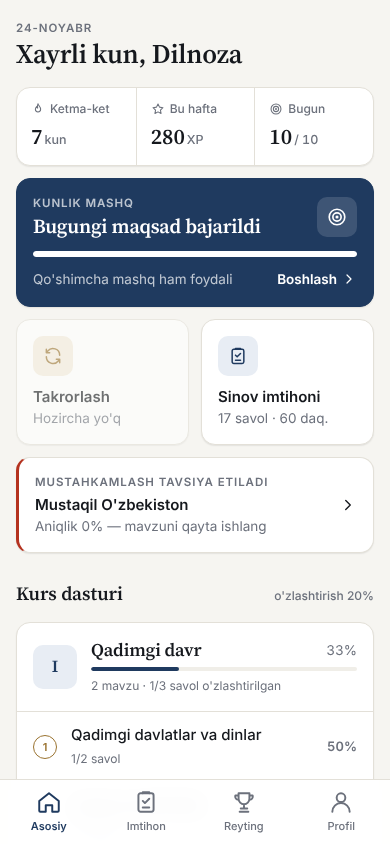 24-NOYABR
Xayrli kun, Dilnoza
Ketma-ket
7 kun
Bu hafta
280 XP
Bugun
10 / 10
KUNLIK MASHQ
Bugungi maqsad bajarildi
Qo'shimcha mashq ham foydali
Boshlash
Takrorlash
Hozircha yo'q
Sinov imtihoni
17 savol · 60 daq.
MUSTAHKAMLASH TAVSIYA ETILADI
Mustaqil O'zbekiston
Aniqlik 0% — mavzuni qayta ishlang
Kurs dasturi
o'zlashtirish 20%
I
Qadimgi davr
33%
2 mavzu · 1/3 savol o'zlashtirilgan
1
Qadimgi davlatlar va dinlar
1/2 savol
50%
Asosiy
Imtihon
Reyting
Profil